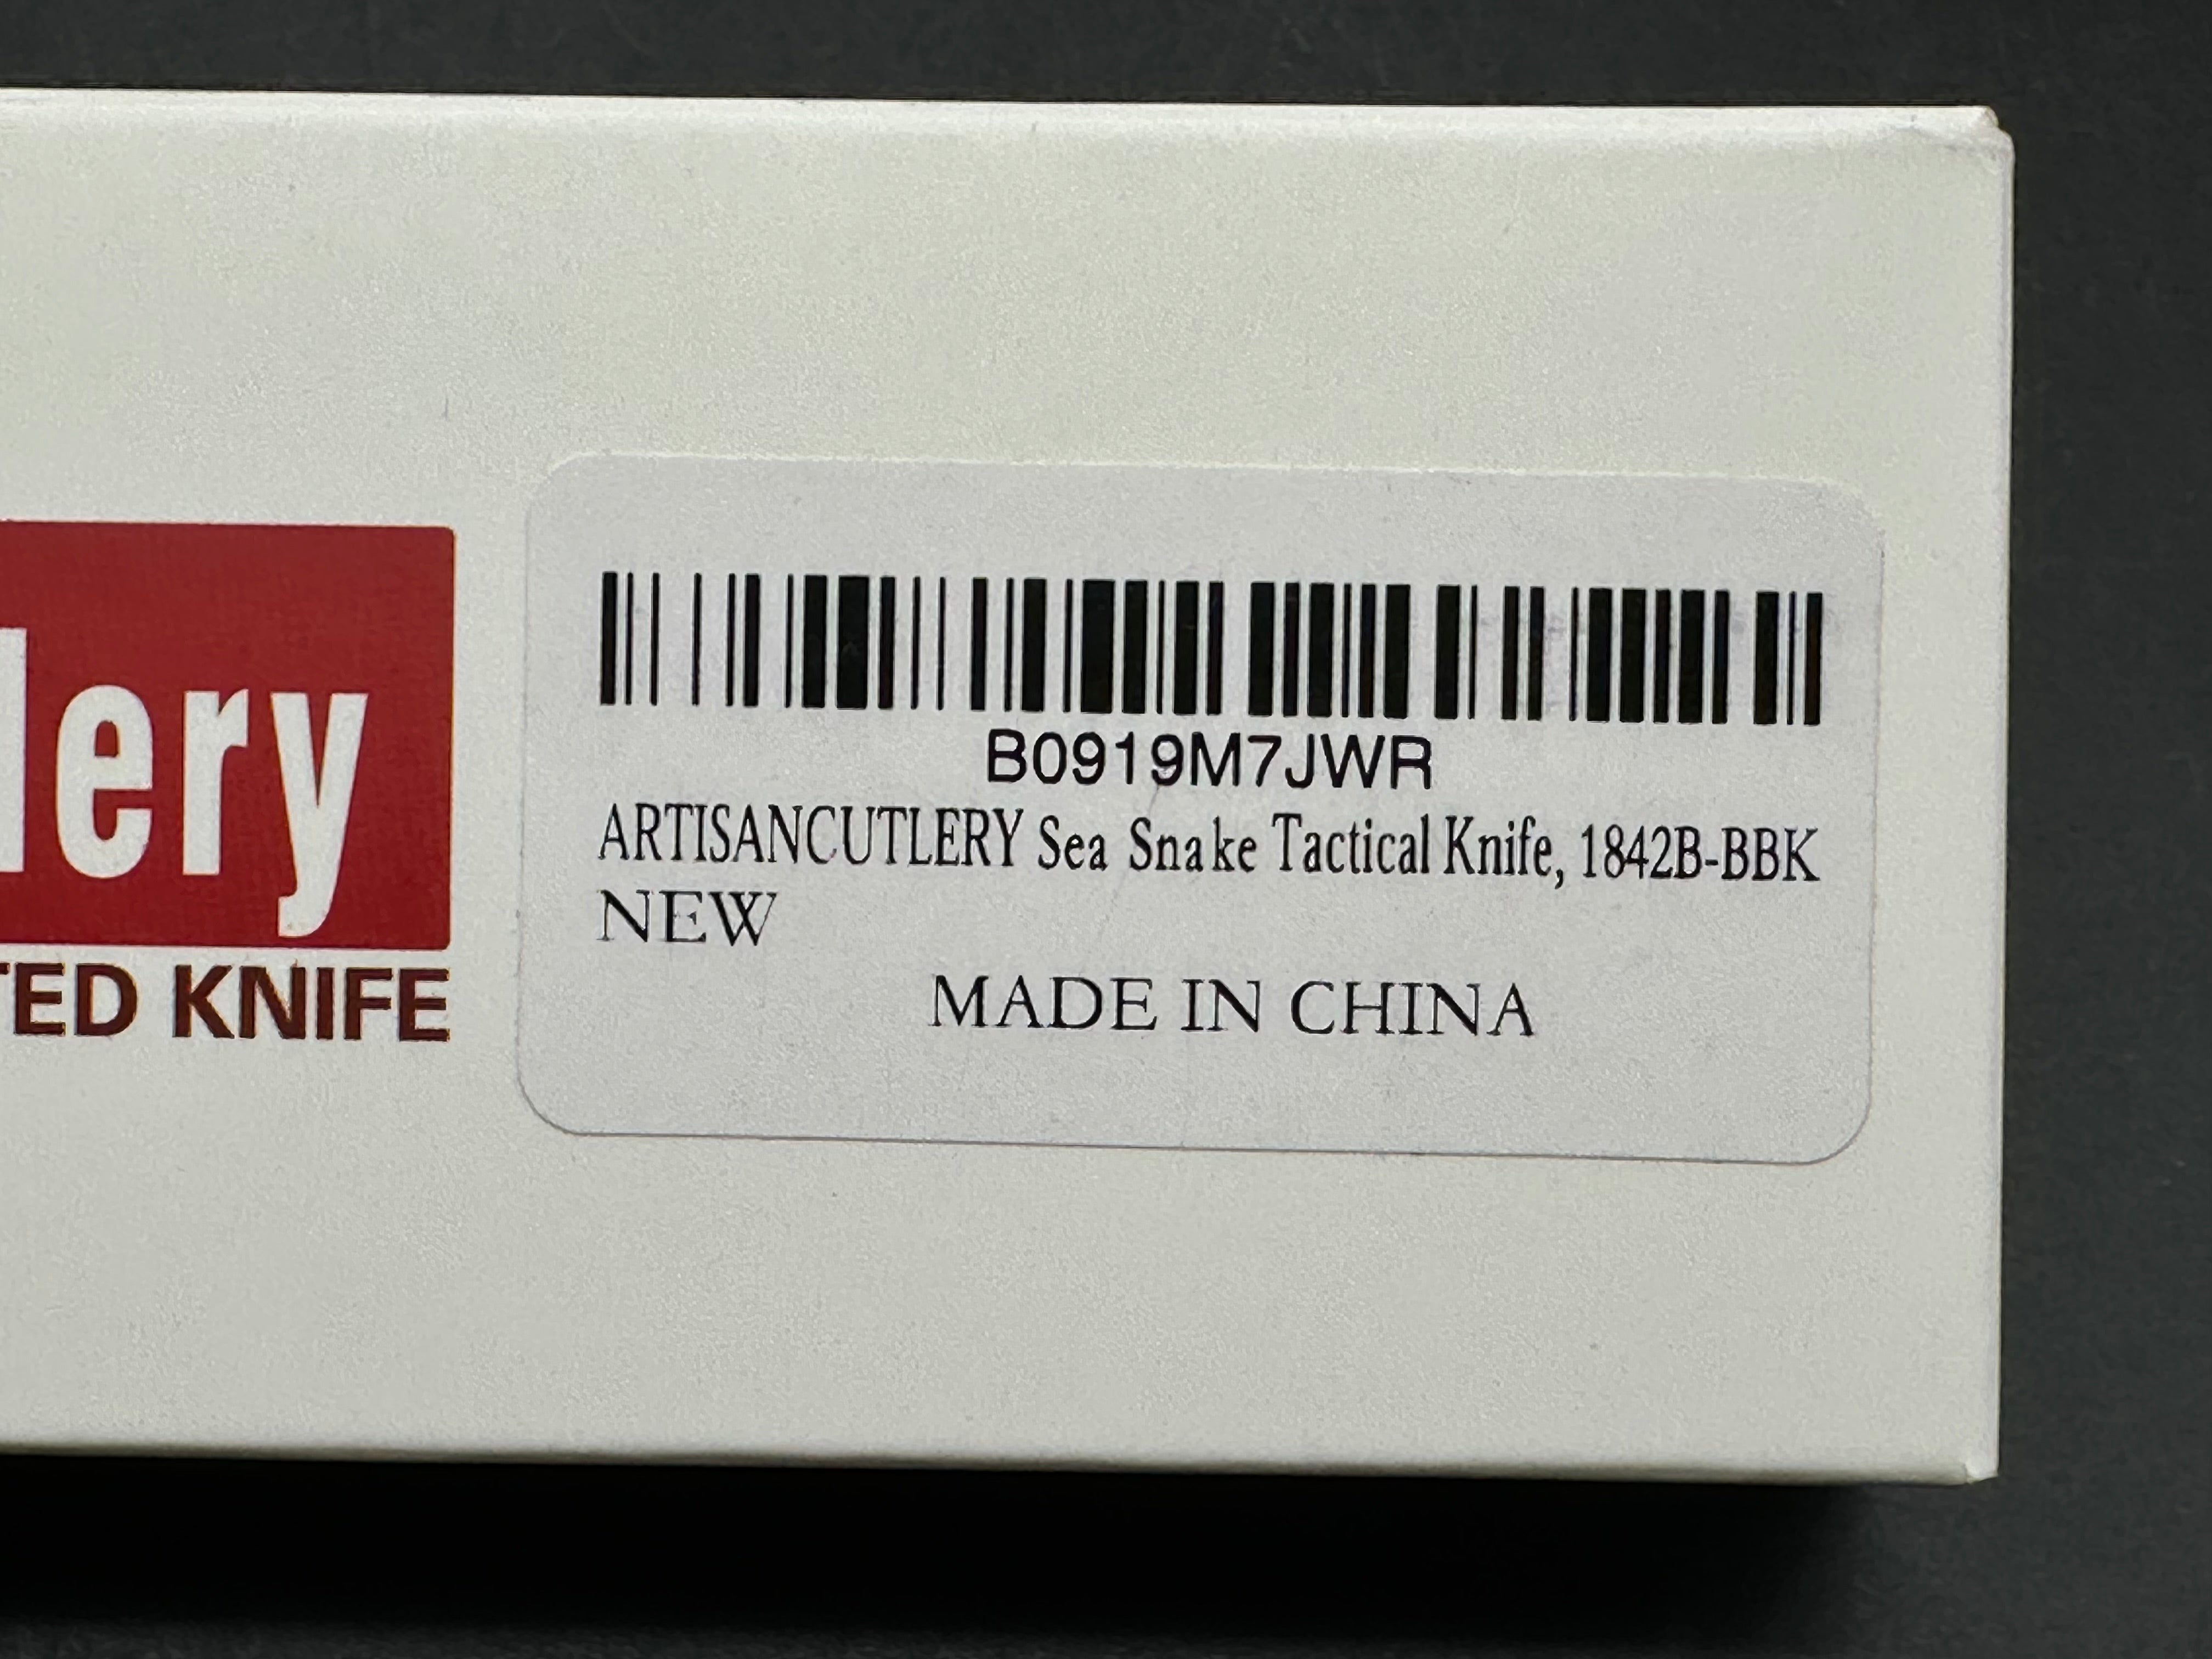 lery
TED KNIFE
B0919M7JWR
ARTISANCUTLERY Sea Snake Tactical Knife, 1842B-BBK
NEW
MADE IN CHINA